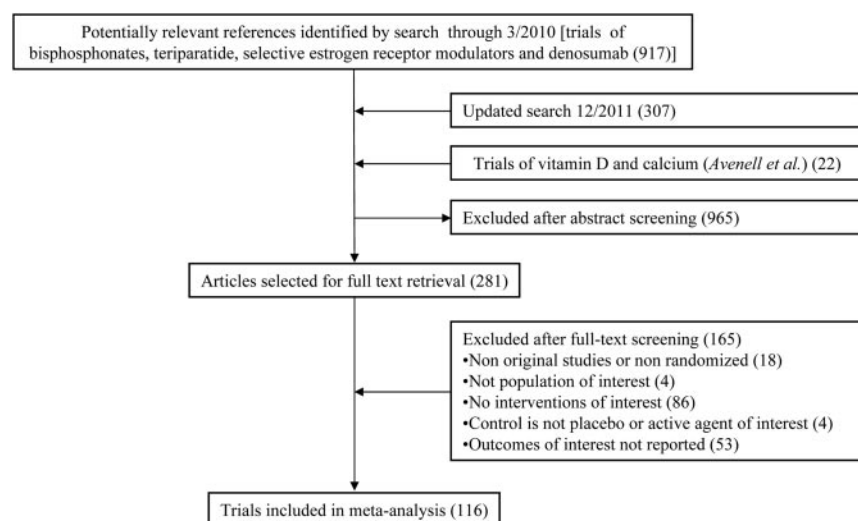 Potentially relevant references identified by search through 3/2010 [trials of
bisphosphonates, teriparatide, selective estrogen receptor modulators and denosumab (917)]
Updated search 12/2011 (307)
Trials of vitamin D and calcium (Avenell et al.) (22)
Excluded after abstract screening (965)
Articles selected for full text retrieval (281)
Excluded after full-text screening (165)
•Non original studies or non randomized (18)
•Not population of interest (4)
•No interventions of interest (86)
•Control is not placebo or active agent of interest (4)
•Outcomes of interest not reported (53)
Trials included in meta-analysis (116)